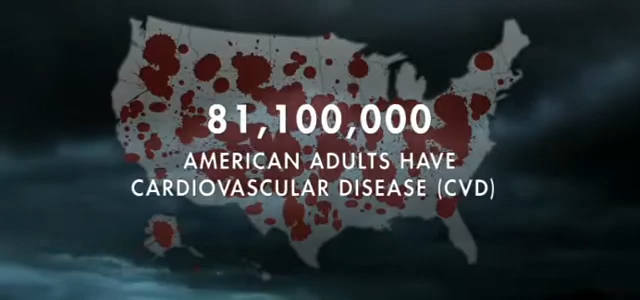 81,100,000
AMERICAN ADULTS HAVE
CARDIOVASCULAR DISEASE (CVD)